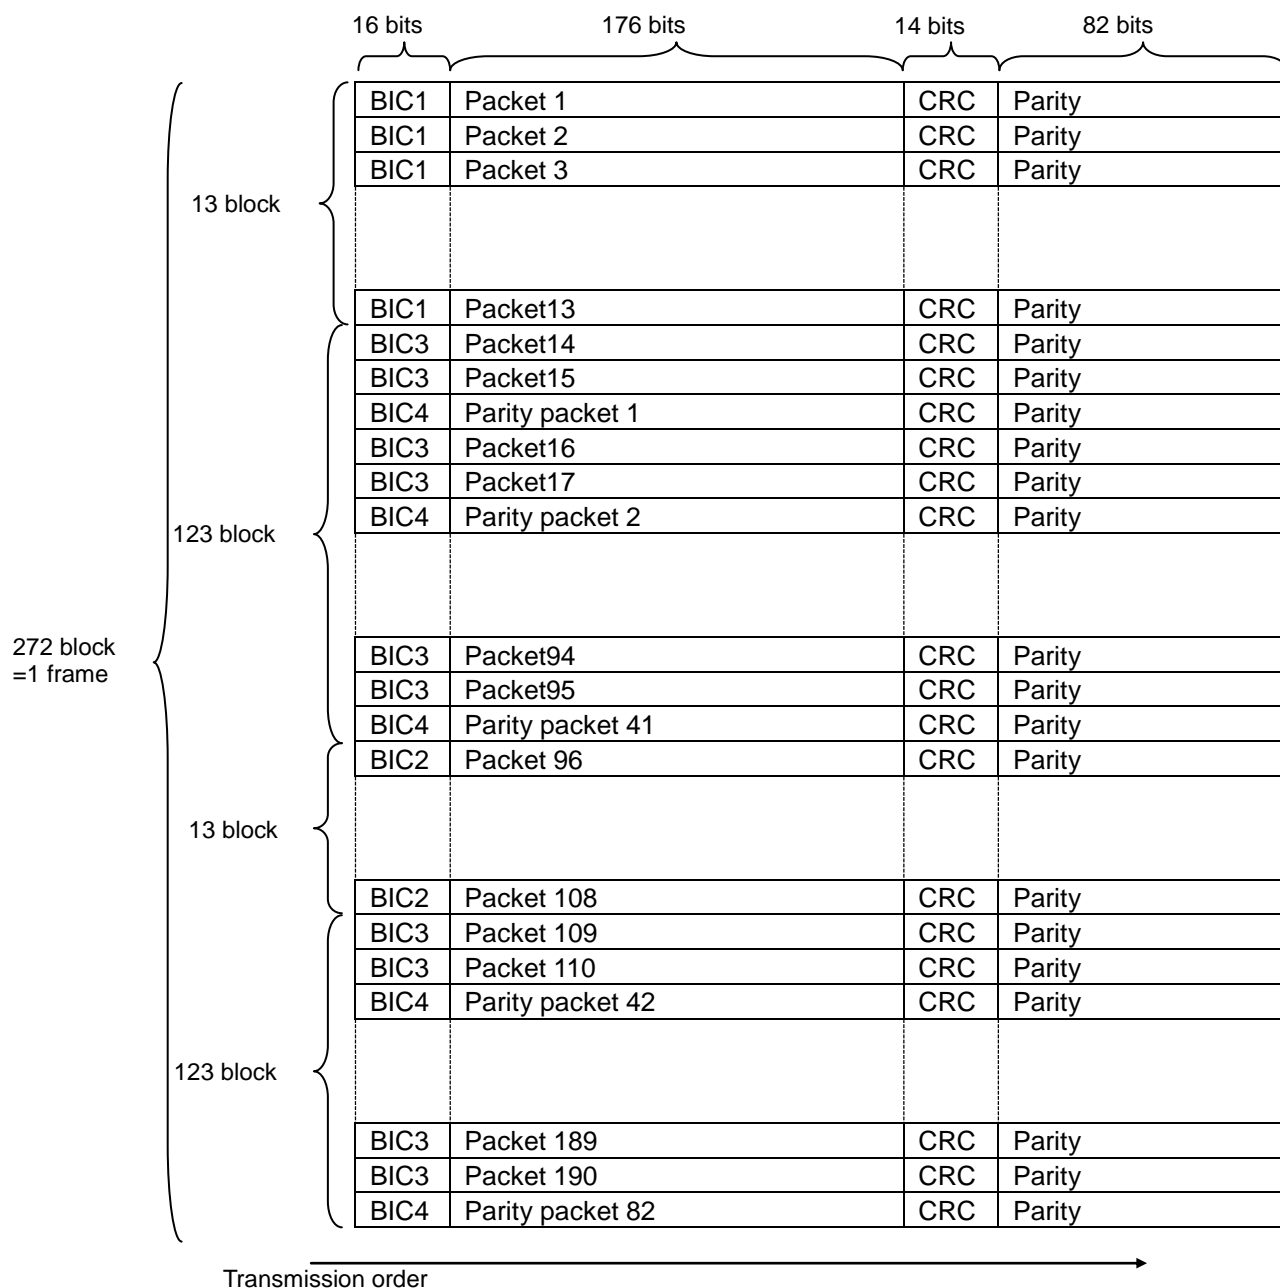 16 bits 176 bits 14 bits 82 bits
BIC1 Packet 1 CRC Parity
BIC1 Packet 2 CRC Parity
BIC1 Packet 3 CRC Parity
13 block
BIC1 Packet13 CRC Parity
BIC3 Packet14 CRC Parity
BIC3 Packet15 CRC Parity
BIC4 Parity packet 1 CRC Parity
BIC3 Packet16 CRC Parity
BIC3 Packet17 CRC Parity
BIC4 Parity packet 2 CRC Parity
123 block
272 block
=1 frame
BIC3 Packet94 CRC Parity
BIC3 Packet95 CRC Parity
BIC4 Parity packet 41 CRC Parity
BIC2 Packet 96 CRC Parity
13 block
BIC2 Packet 108 CRC Parity
BIC3 Packet 109 CRC Parity
BIC3 Packet 110 CRC Parity
BIC4 Parity packet 42 CRC Parity
123 block
BIC3 Packet 189 CRC Parity
BIC3 Packet 190 CRC Parity
BIC4 Parity packet 82 CRC Parity
Transmission order